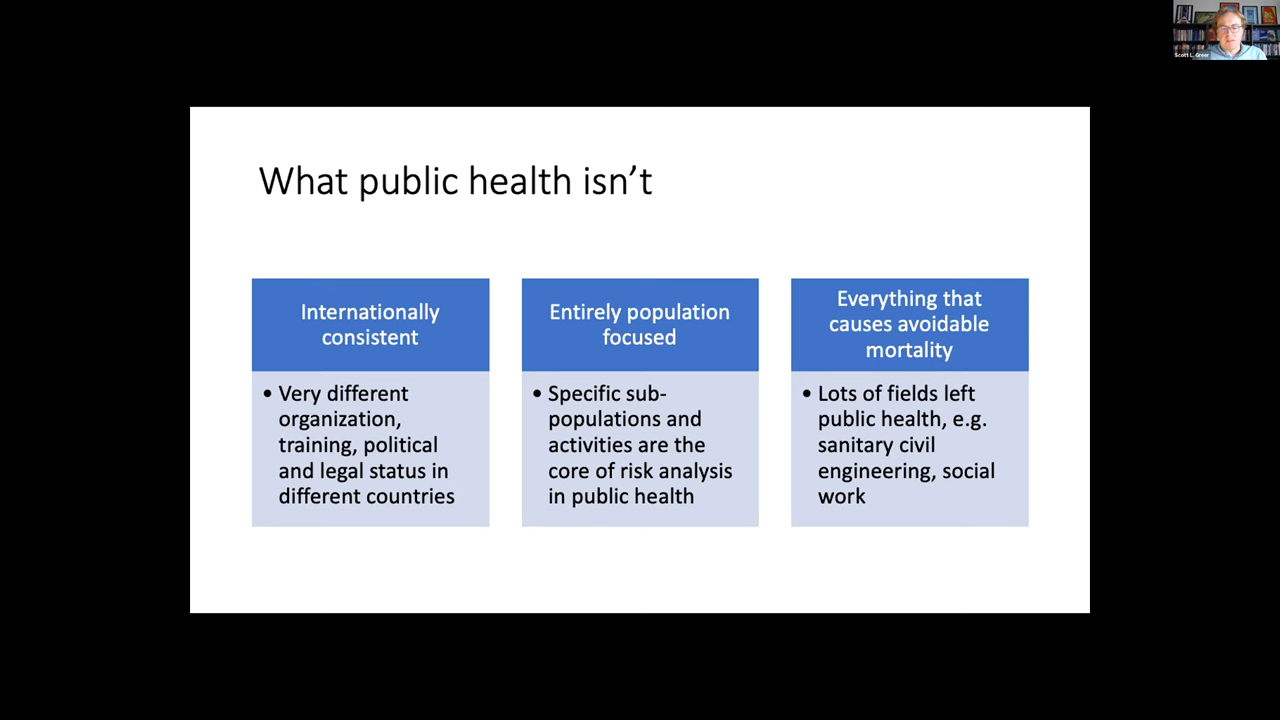 Scott L. Greer
What public health isn’t
Internationally
consistent
• Very different
organization,
training, political
and legal status in
different countries
Entirely population
focused
• Specific sub-
populations and
activities are the
core of risk analysis
in public health
Everything that
causes avoidable
mortality
• Lots of fields left
public health, e.g.
sanitary civil
engineering, social
work